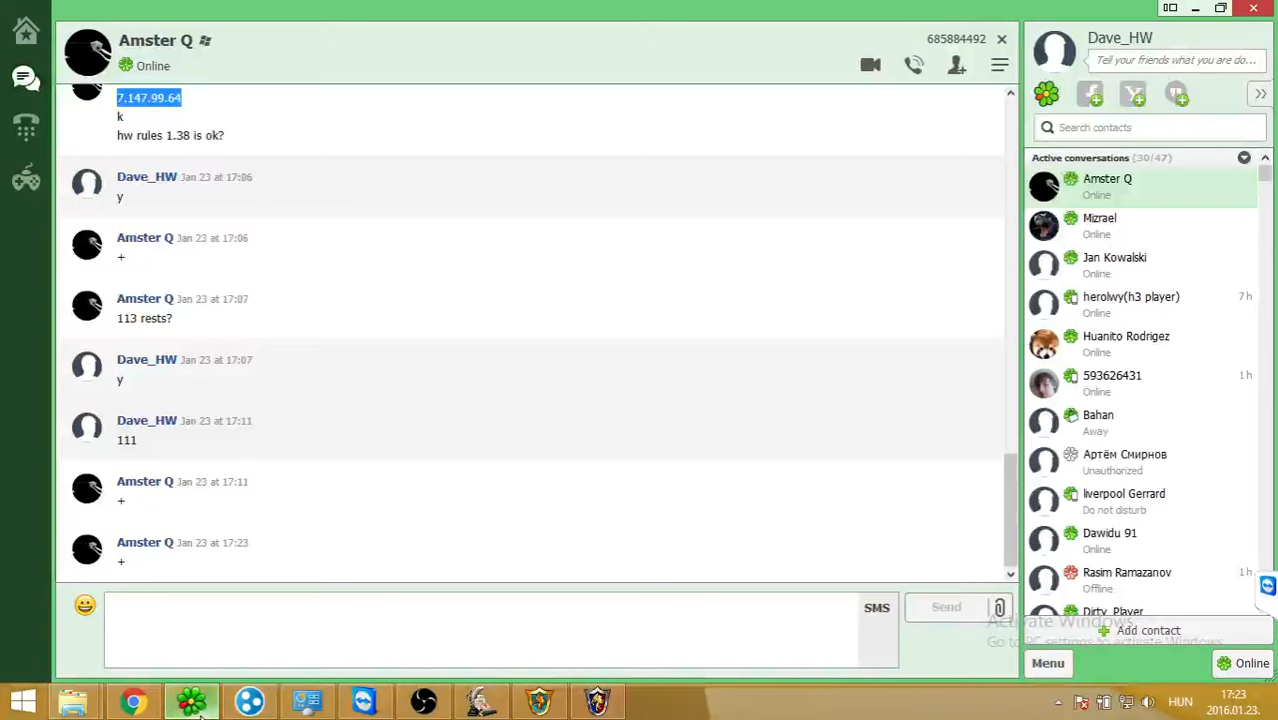 Amster Q
Online
685884492
7.147.99.64
k
hw rules 1.38 is ok?
Dave_HW Jan 23 at 17:06
y
Amster Q Jan 23 at 17:06
+
Amster Q Jan 23 at 17:07
113 rests?
Dave_HW Jan 23 at 17:07
y
Dave_HW Jan 23 at 17:11
111
Amster Q Jan 23 at 17:11
+
Amster Q Jan 23 at 17:23
+
SMS
Send
Dave_HW
Tell your friends what you are do...
Search contacts
Active conversations (30/47)
Amster Q
Online
Mizrael
Online
Jan Kowalski
Online
herolwy(h3 player) 7 h
Online
Huanito Rodrigez
Online
593626431 1 h
Online
Bahan
Away
Артём Смирнов
Unauthorized
liverpool Gerrard
Do not disturb
Dawidu 91
Online
Rasim Ramazanov 1 h
Offline
Dirty_Player
Activate Windows
Go to PC settings to activate Windows.
Add contact
Menu
Online
HUN
17:23
2016.01.23.